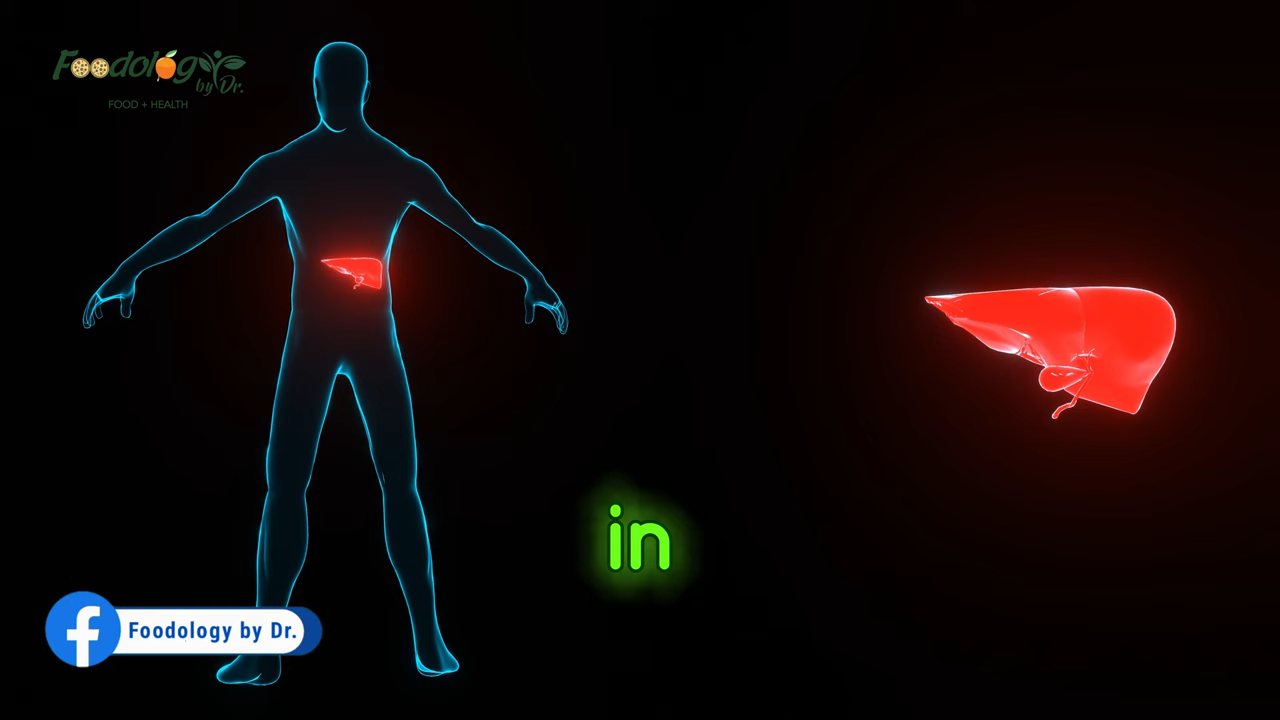 Foodology
by Dr.
FOOD + HEALTH
in
Foodology by Dr.